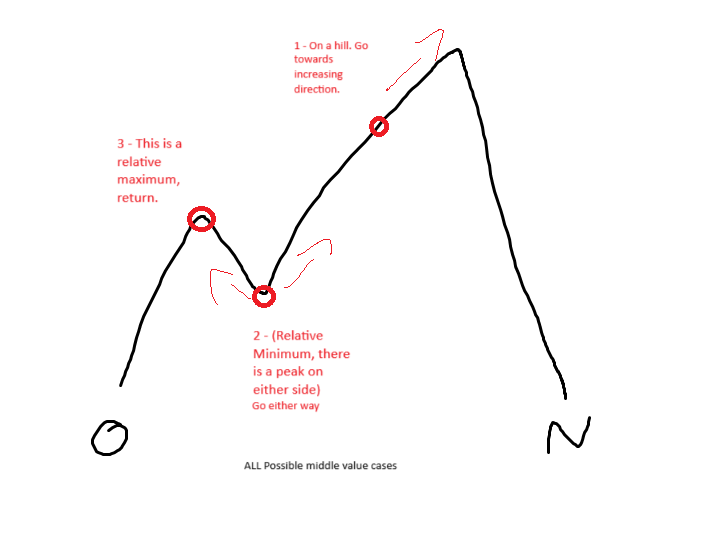 1 - On a hill. Go
towards
increasing
direction.
3 - This is a
relative
maximum,
return.
2 - (Relative
Minimum, there
is a peak on
either side)
Go either way
O
N
ALL Possible middle value cases